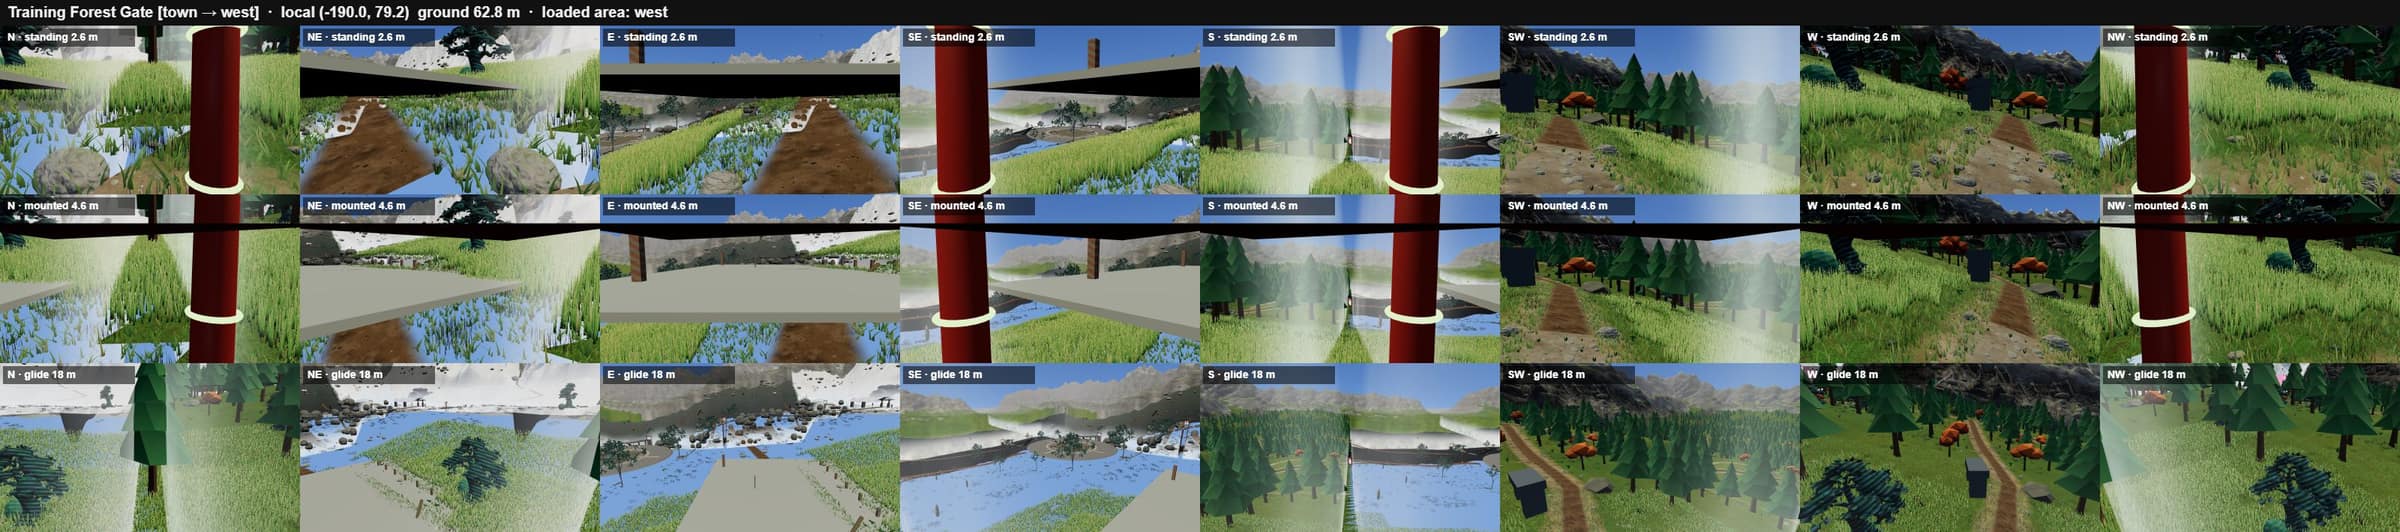 Training Forest Gate [town → west] · local (-190.0, 79.2) ground 62.8 m · loaded area: west
N · standing 2.6 m
NE · standing 2.6 m
E · standing 2.6 m
SE · standing 2.6 m
S · standing 2.6 m
SW · standing 2.6 m
W · standing 2.6 m
NW · standing 2.6 m
N · mounted 4.6 m
NE · mounted 4.6 m
E · mounted 4.6 m
SE · mounted 4.6 m
S · mounted 4.6 m
SW · mounted 4.6 m
W · mounted 4.6 m
NW · mounted 4.6 m
N · glide 18 m
NE · glide 18 m
E · glide 18 m
SE · glide 18 m
S · glide 18 m
SW · glide 18 m
W · glide 18 m
NW · glide 18 m